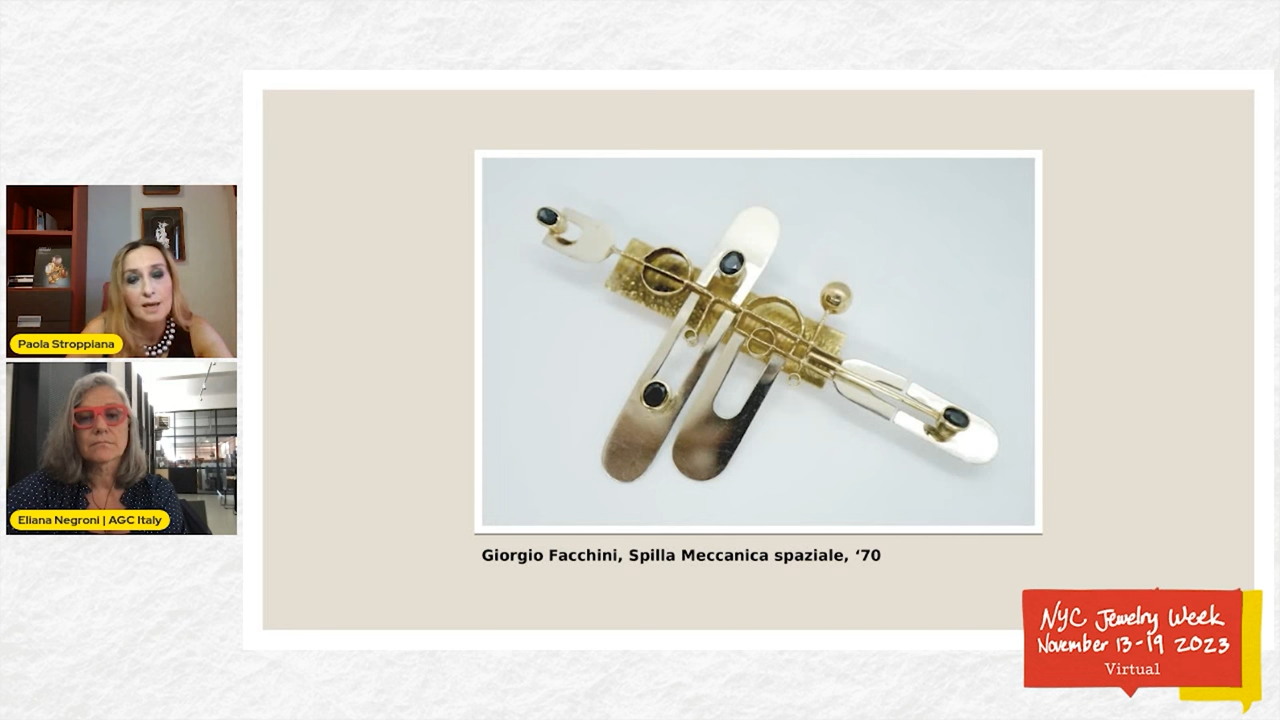 Paola Stroppiana
Eliana Negroni | AGC Italy
Giorgio Facchini, Spilla Meccanica spaziale, ‘70
NYC Jewelry Week
November 13-19 2023
Virtual